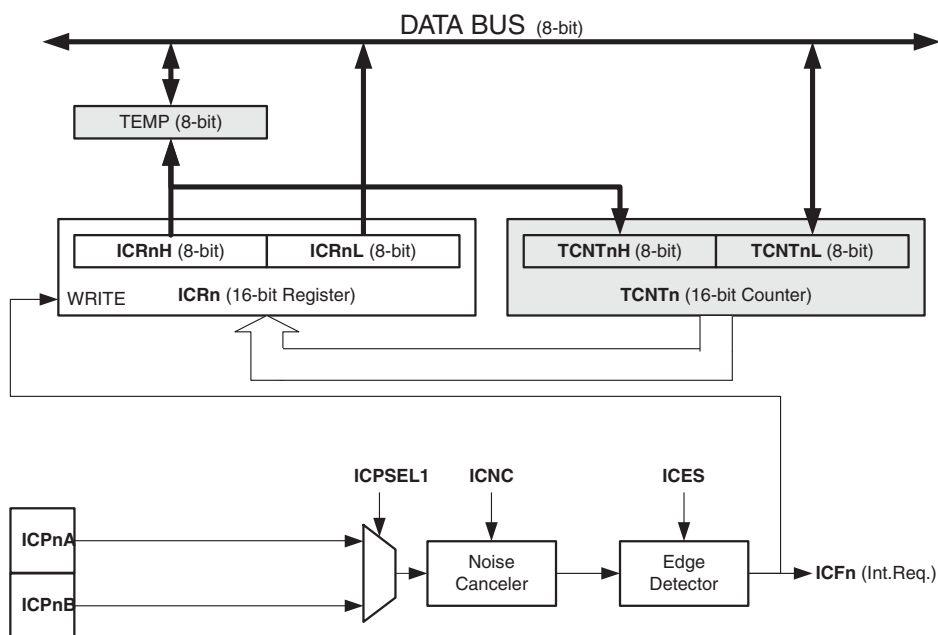 DATA BUS (8-bit)
TEMP (8-bit)
ICRnH (8-bit)
ICRnL (8-bit)
TCNTnH (8-bit)
TCNTnL (8-bit)
WRITE
ICRn (16-bit Register)
TCNTn (16-bit Counter)
ICPSEL1
ICNC
ICES
ICPnA
ICPnB
Noise
Canceler
Edge
Detector
ICFn (Int.Req.)